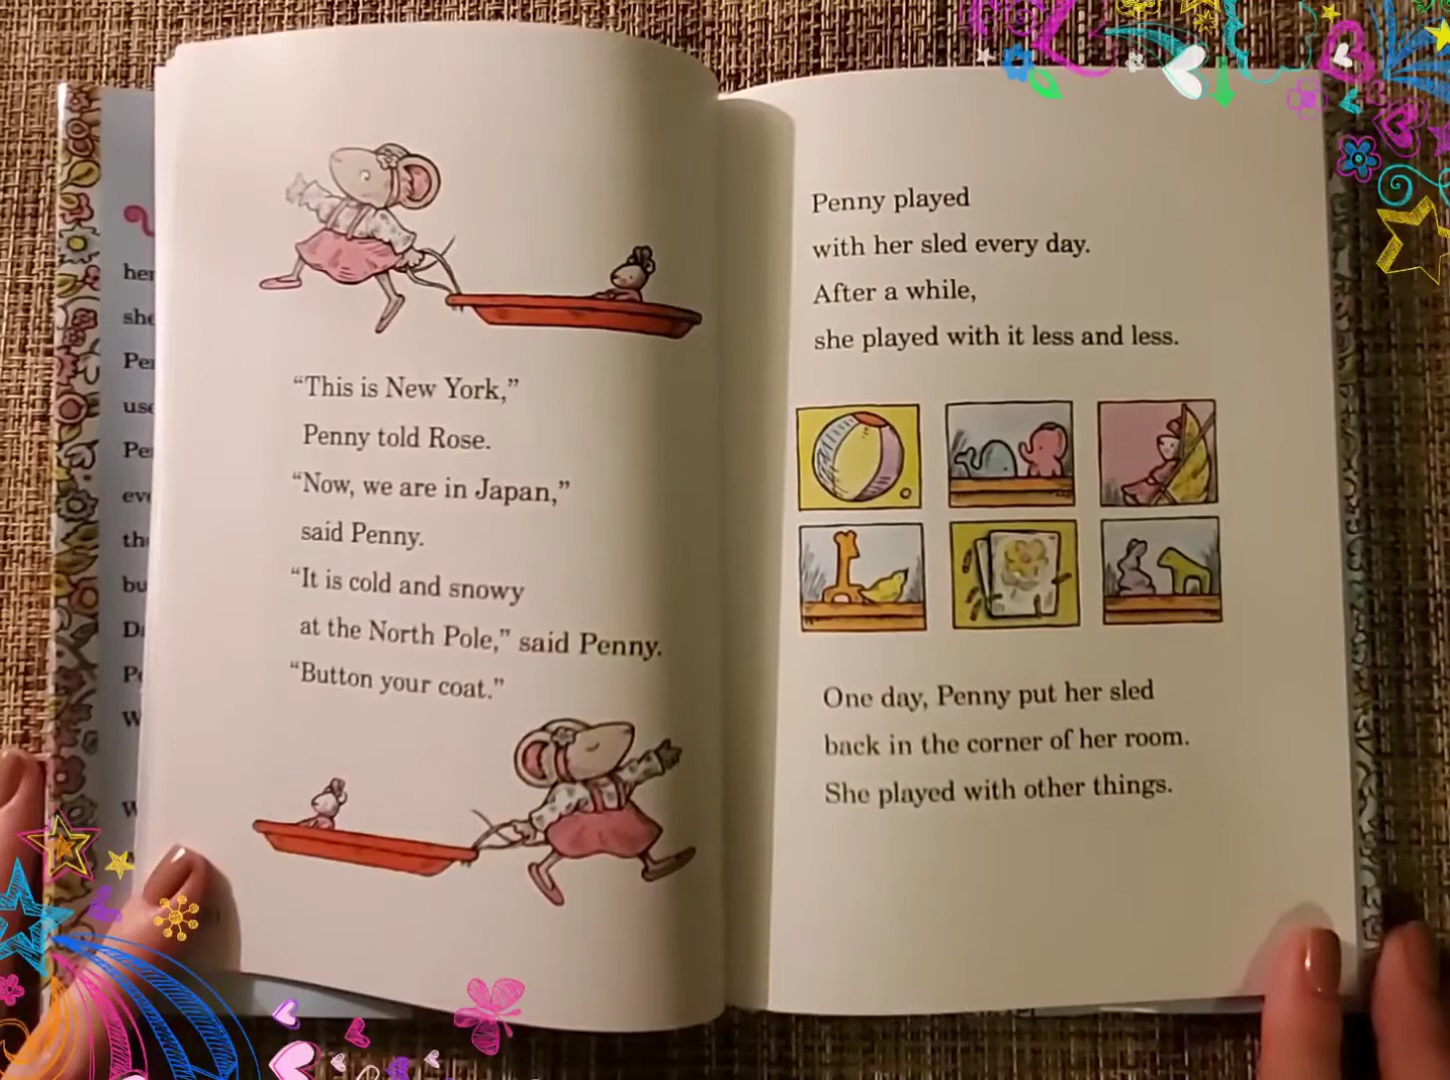 her
she
"This is New York,"
Penny told Rose.
"Now, we are in Japan,"
said Penny.
"It is cold and snowy
at the North Pole," said Penny.
"Button your coat."
Penny played
with her sled every day.
After a while,
she played with it less and less.
One day, Penny put her sled
back in the corner of her room.
She played with other things.